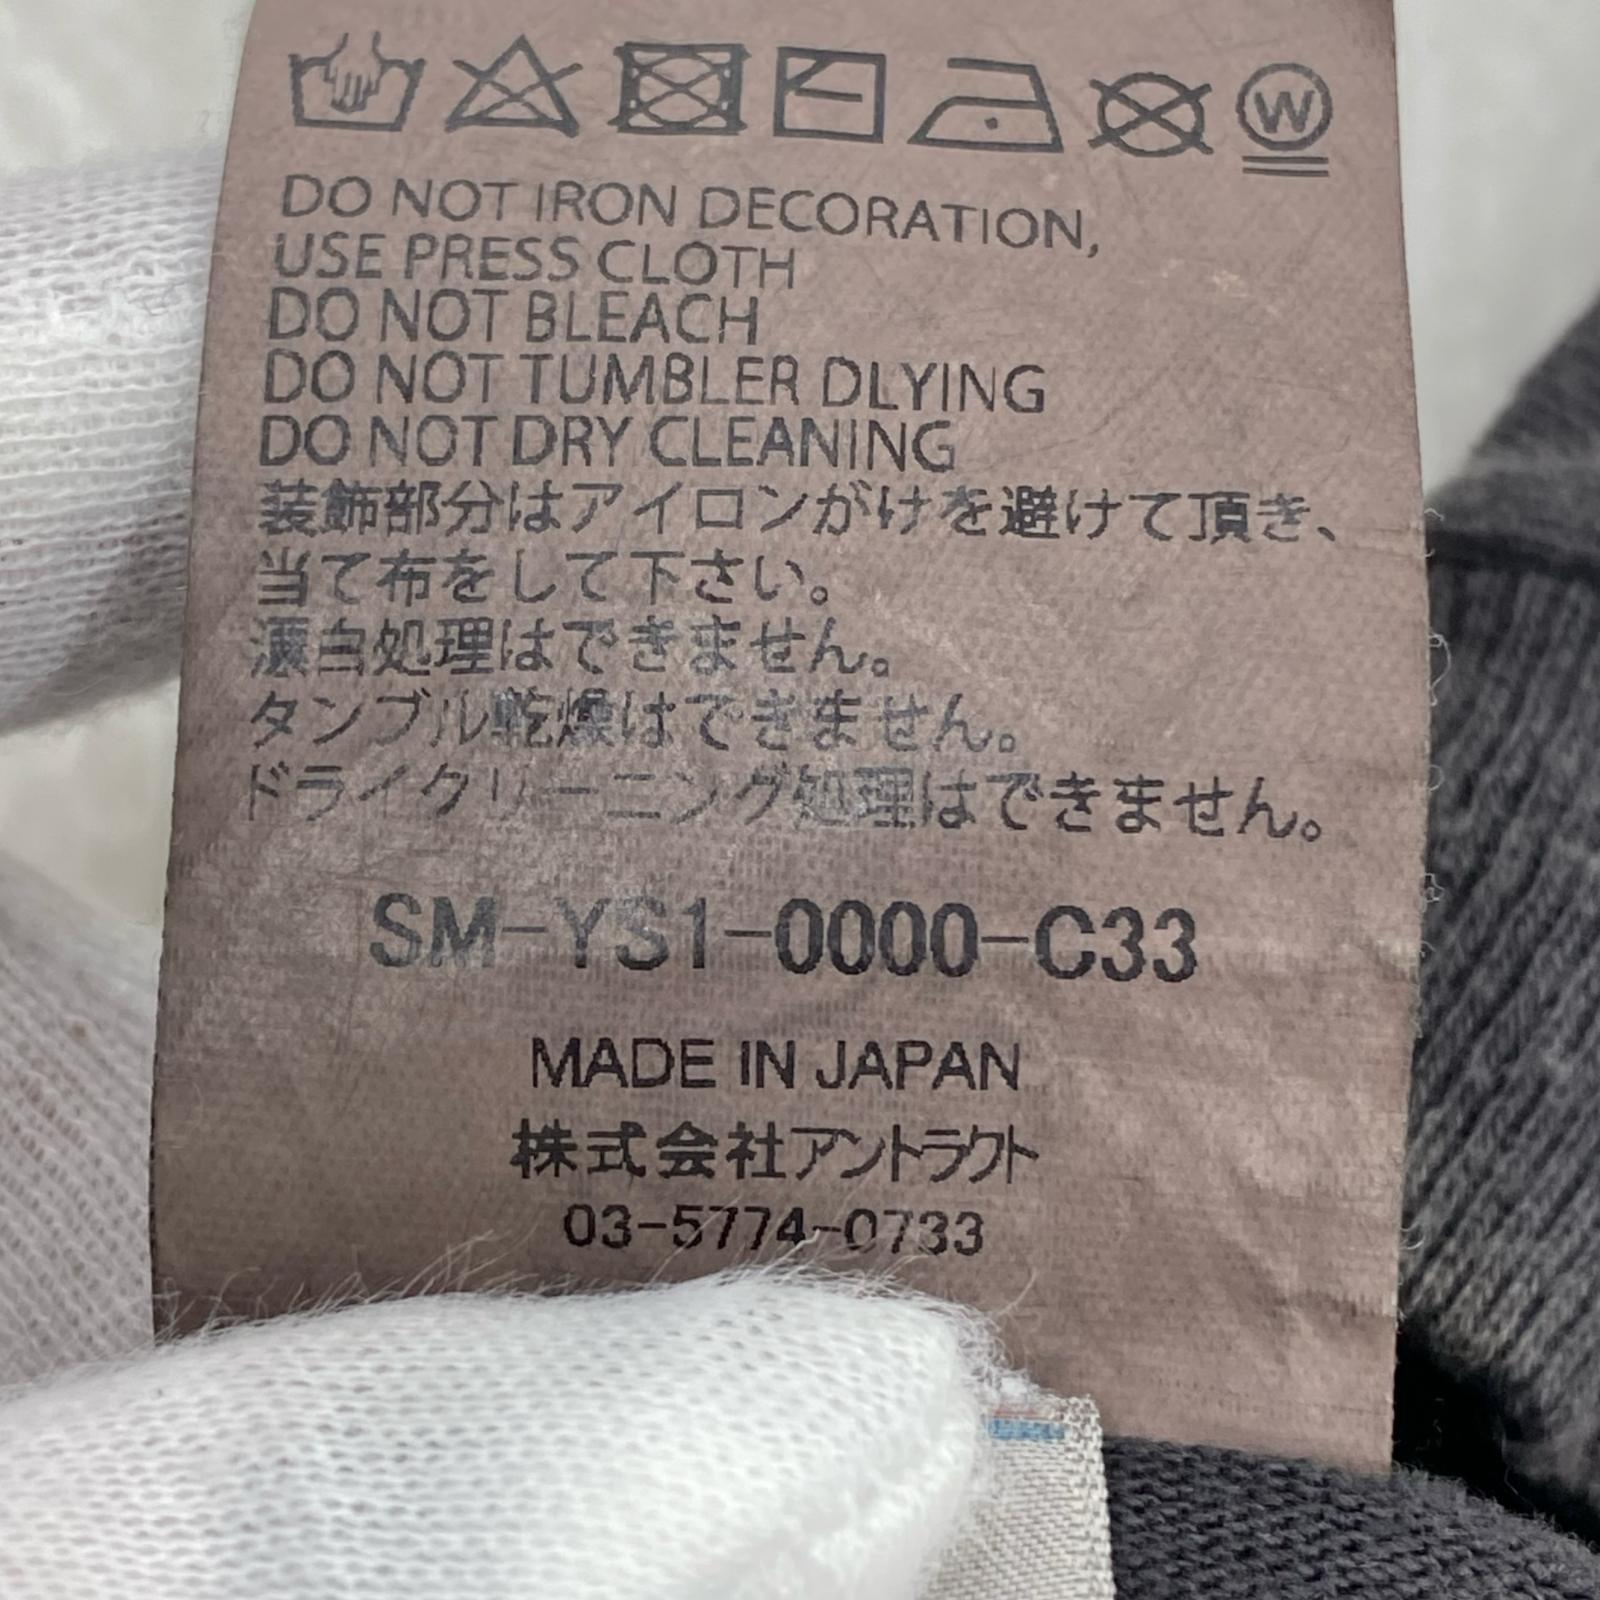 W
DO NOT IRON DECORATION,
USE PRESS CLOTH
DO NOT BLEACH
DO NOT TUMBLER DLYING
DO NOT DRY CLEANING
装飾部分はアイロンがけを避けて頂き、
当て布をして下さい。
漂白処理はできません。
タンブル乾燥はできません。
ドライクリーニング処理はできません。
SM-YS1-0000-C33
MADE IN JAPAN
株式会社アントラクト
03-5774-0733